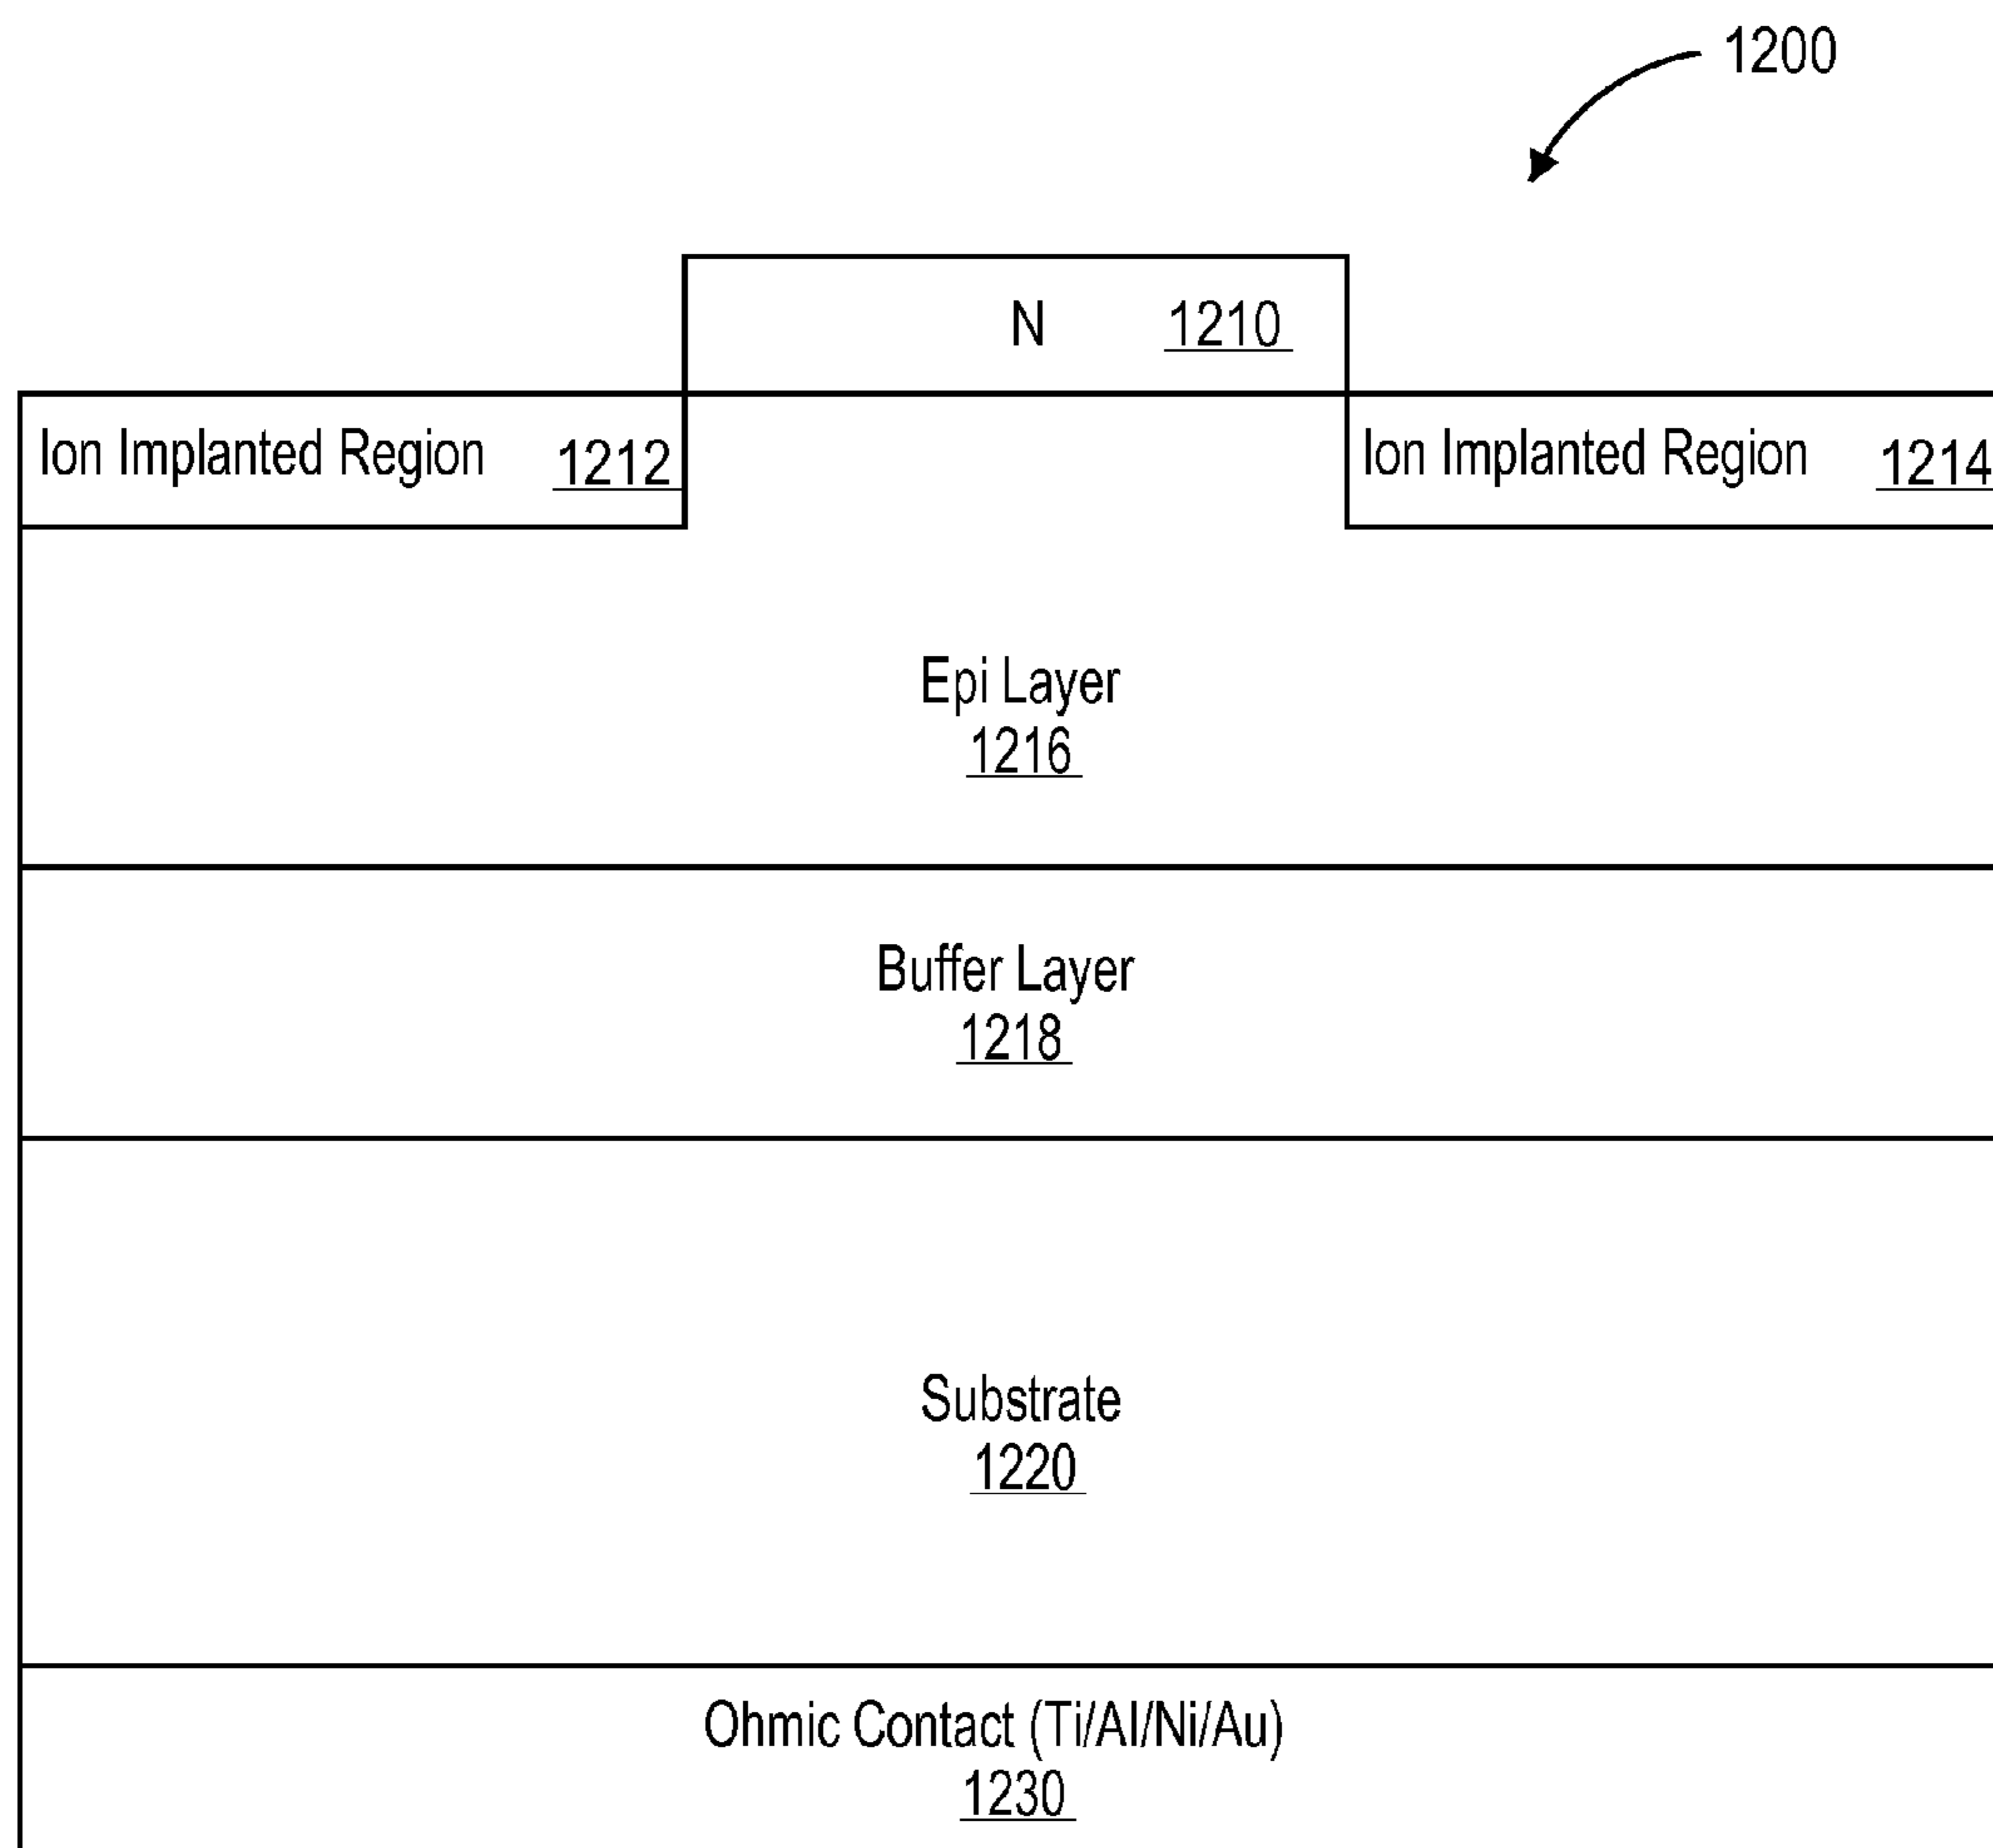 1200
N 1210
Ion Implanted Region 1212
Ion Implanted Region 1214
Epi Layer
1216
Buffer Layer
1218
Substrate
1220
Ohmic Contact (Ti/Al/Ni/Au)
1230